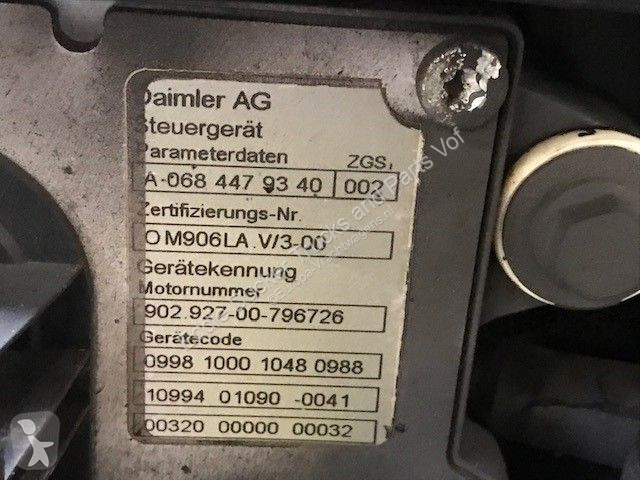 Daimler AG
Steuergerät
Parameterdaten ZGS
A-068 447 93 40 002
Zertifizierungs-Nr.
OM906LA.V/3-00
Gerätekennung
Motornummer
902.927-00-796726
Gerätecode
0998 1000 1048 0988
10994 01090 -0041
00320 00000 00032